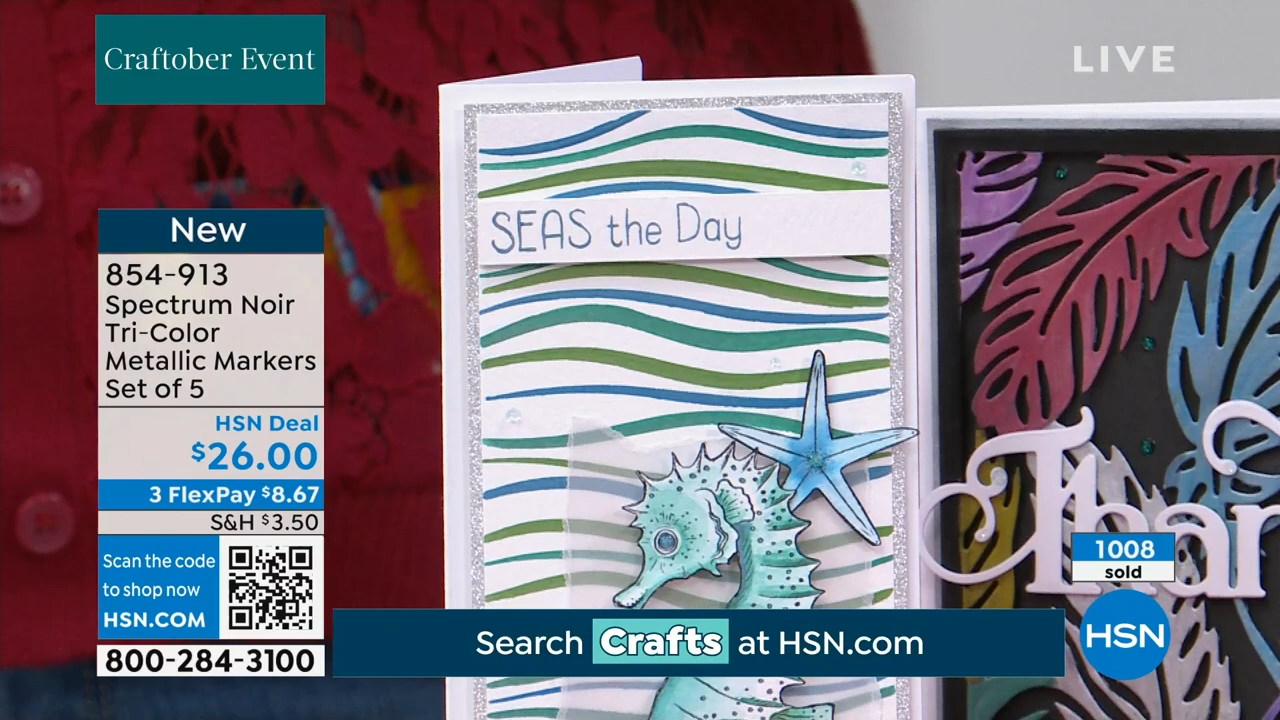 Craftober Event
LIVE
New
854-913
Spectrum Noir
Tri-Color
Metallic Markers
Set of 5
HSN Deal
$26.00
3 FlexPay $8.67
S&H $3.50
Scan the code
to shop now
HSN.COM
800-284-3100
SEAS the Day
1008
sold
Search Crafts at HSN.com
HSN